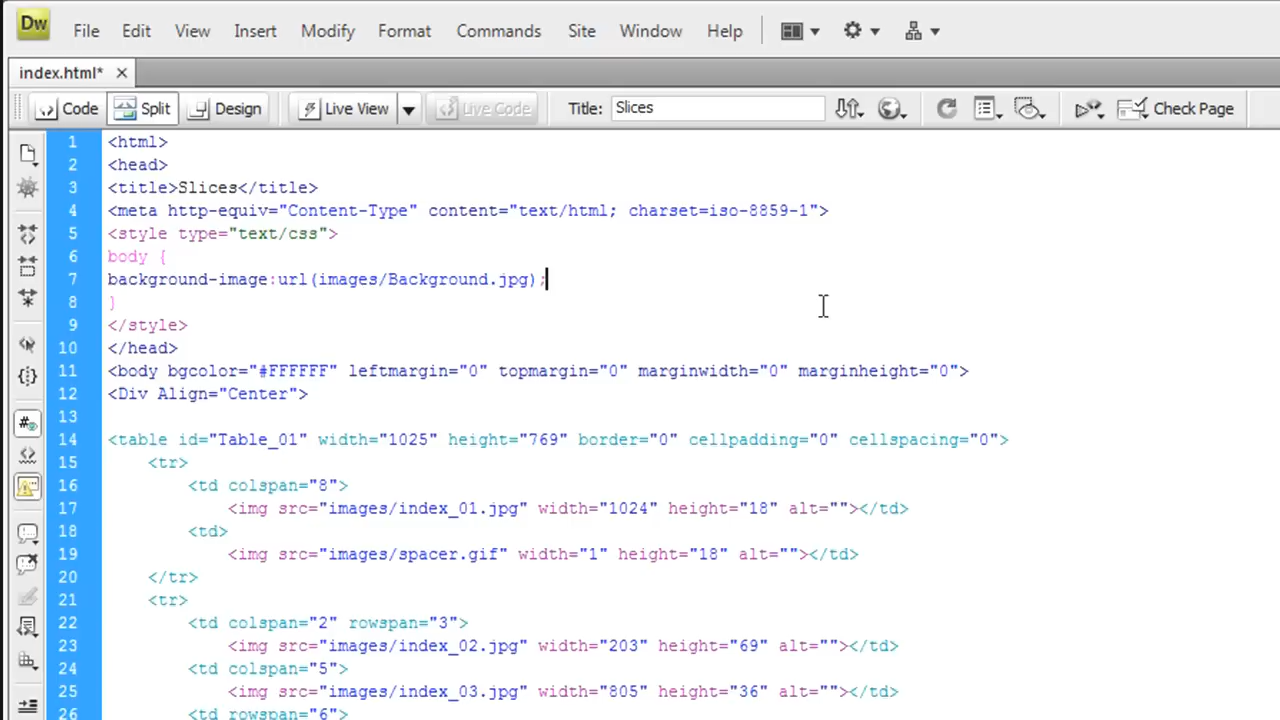 Dw File Edit View Insert Modify Format Commands Site Window Help
index.html*
Code Split Design Live View Live Code Title: Slices Check Page
1 <html>
2 <head>
3 <title>Slices</title>
4 <meta http-equiv="Content-Type" content="text/html; charset=iso-8859-1">
5 <style type="text/css">
6 body {
7 background-image:url(images/Background.jpg);
8 }
9 </style>
10 </head>
11 <body bgcolor="#FFFFFF" leftmargin="0" topmargin="0" marginwidth="0" marginheight="0">
12 <Div Align="Center">
13
14 <table id="Table_01" width="1025" height="769" border="0" cellpadding="0" cellspacing="0">
15 <tr>
16 <td colspan="8">
17 <img src="images/index_01.jpg" width="1024" height="18" alt=""></td>
18 <td>
19 <img src="images/spacer.gif" width="1" height="18" alt=""></td>
20 </tr>
21 <tr>
22 <td colspan="2" rowspan="3">
23 <img src="images/index_02.jpg" width="203" height="69" alt=""></td>
24 <td colspan="5">
25 <img src="images/index_03.jpg" width="805" height="36" alt=""></td>
26 <td rowspan="6">